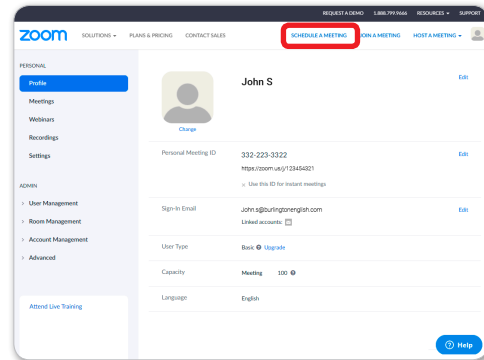 REQUEST A DEMO 1.888.799.9666 RESOURCES SUPPORT
zoom SOLUTIONS PLANS & PRICING CONTACT SALES SCHEDULE A MEETING JOIN A MEETING HOST A MEETING
PERSONAL
Profile
Meetings
Webinars
Recordings
Settings
ADMIN
User Management
Room Management
Account Management
Advanced
Attend Live Training
John S Edit
Change
Personal Meeting ID 332-223-3322 Edit
https://zoom.us/j/123454321
× Use this ID for instant meetings
Sign-In Email John.s@burlingtonenglish.com Edit
Linked accounts:
User Type Basic Upgrade
Capacity Meeting 100
Language English
Help